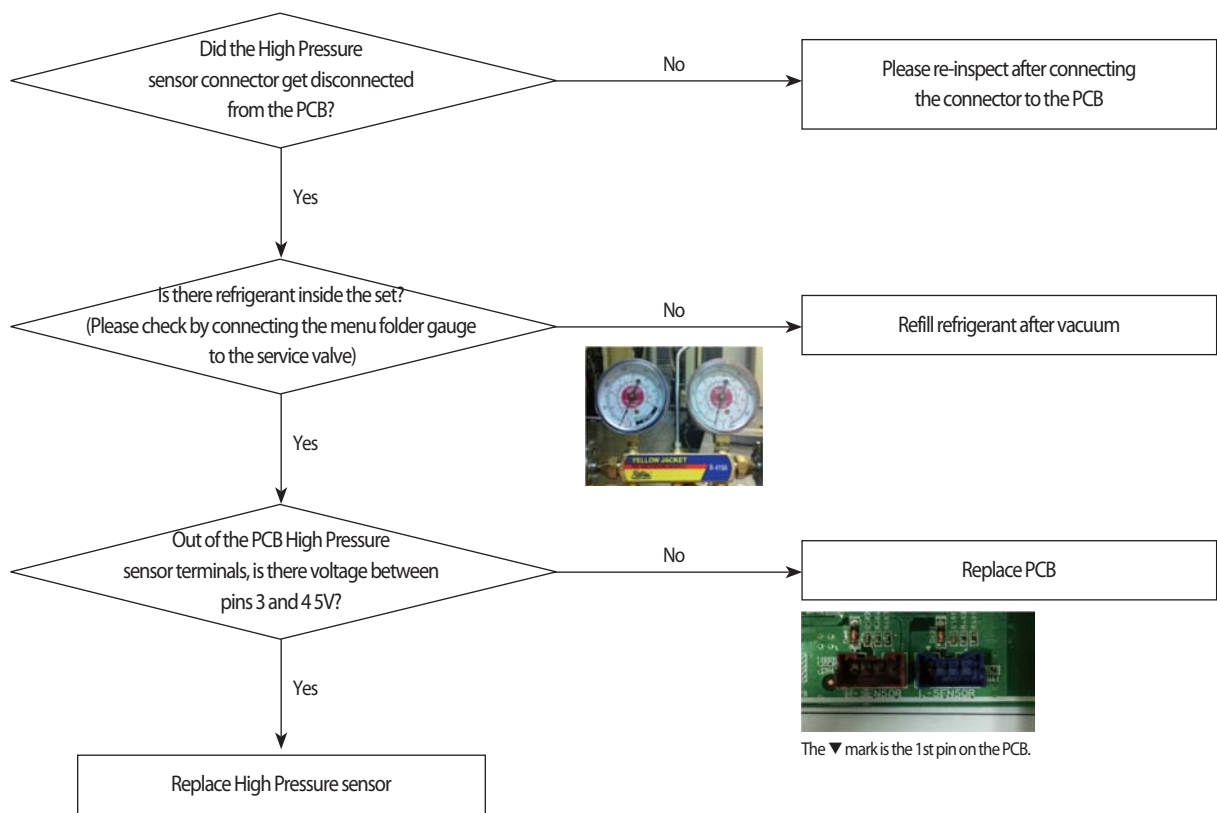 Did the High Pressure
sensor connector get disconnected
from the PCB?
No
Please re-inspect after connecting
the connector to the PCB
Yes
Is there refrigerant inside the set?
(Please check by connecting the menu folder gauge
to the service valve)
No
Refill refrigerant after vacuum
YELLOW JACKET
R-410A
Yes
Out of the PCB High Pressure
sensor terminals, is there voltage between
pins 3 and 4 5V?
No
Replace PCB
H-SENSOR
L-SENSOR
The ▼ mark is the 1st pin on the PCB.
Yes
Replace High Pressure sensor